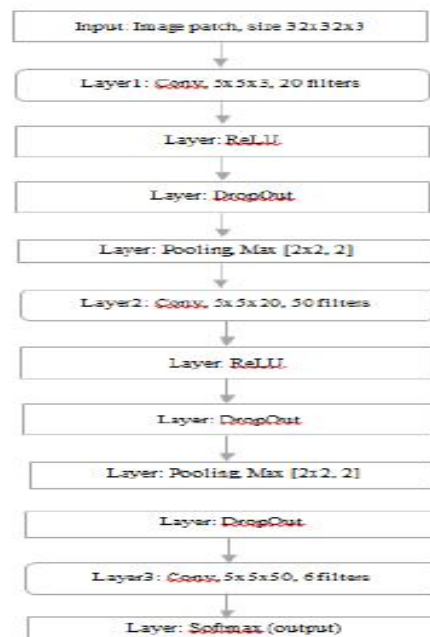 Input: Image patch, size 32x32x3
Layer1: Conv, 5x5x3, 20 filters
Layer: ReLU
Layer: DropOut
Layer: Pooling, Max [2x2, 2]
Layer2: Conv, 5x5x20, 50 filters
Layer ReLU
Layer: DropOut
Layer: Pooling, Max [2x2, 2]
Layer: DropOut
Layer3: Conv, 5x5x50, 6 filters
Layer: Softmax (output)